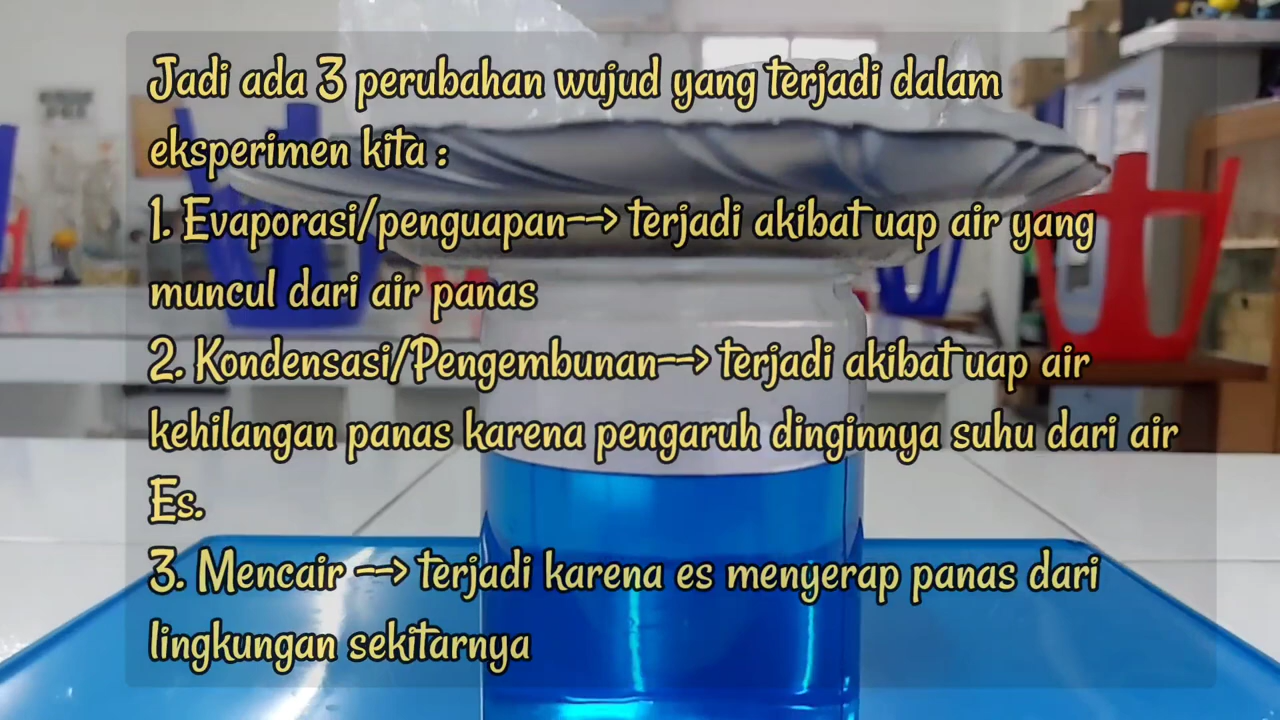 Jadi ada 3 perubahan wujud yang terjadi dalam
eksperimen kita :
1. Evaporasi/penguapan--> terjadi akibat uap air yang
muncul dari air panas
2. Kondensasi/Pengembunan--> terjadi akibat uap air
kehilangan panas karena pengaruh dinginnya suhu dari air
Es.
3. Mencair --> terjadi karena es menyerap panas dari
lingkungan sekitarnya